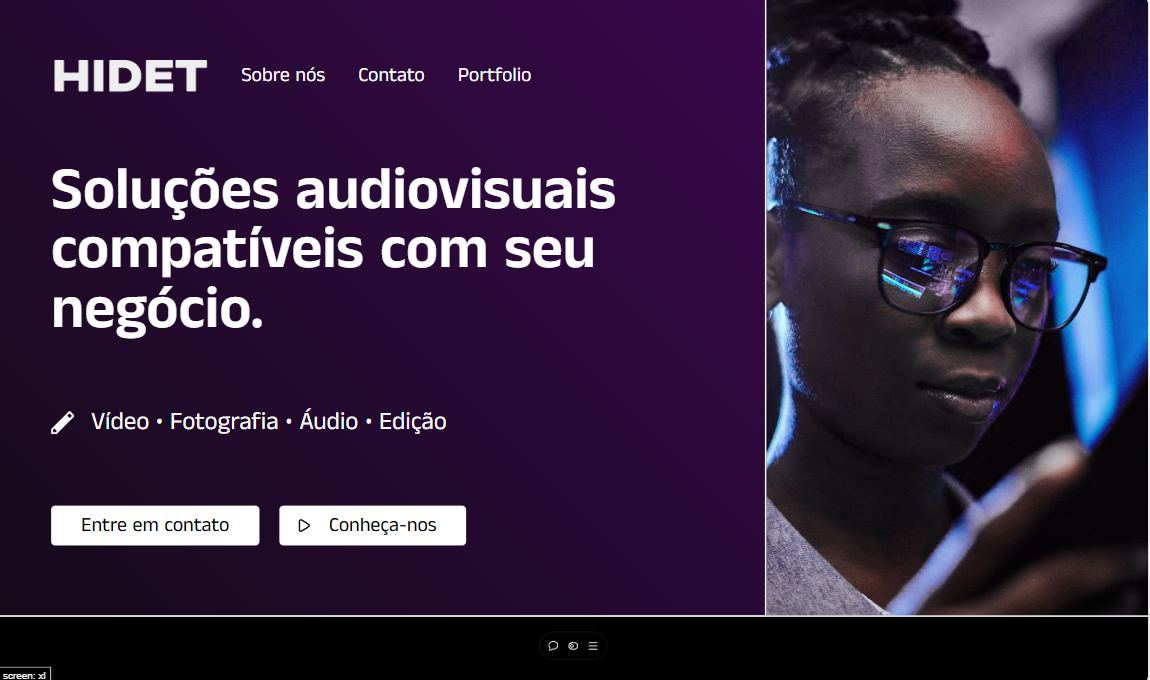 HIDET
Sobre nós
Contato
Portfolio
Soluções audiovisuais
compatíveis com seu
negócio.
Vídeo • Fotografia • Áudio • Edição
Entre em contato
Conheça-nos
screen: xl